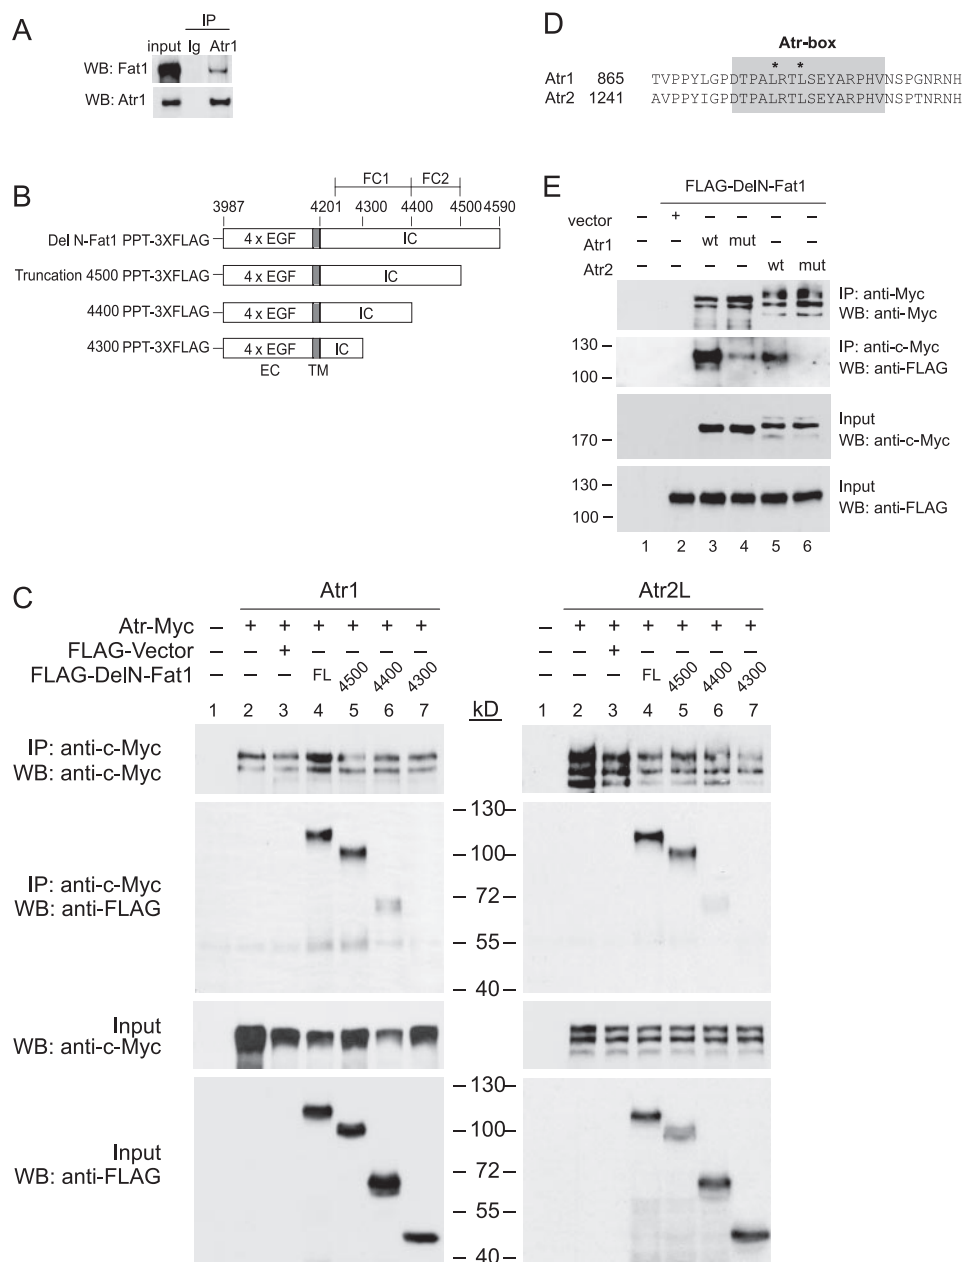 A
IP
input Ig Atr1
WB: Fat1
WB: Atr1
B
FC1 FC2
3987 4201 4300 4400 4500 4590
Del N-Fat1 PPT-3XFLAG 4 x EGF IC
Truncation 4500 PPT-3XFLAG 4 x EGF IC
4400 PPT-3XFLAG 4 x EGF IC
4300 PPT-3XFLAG 4 x EGF IC
EC TM
D
Atr-box
* *
Atr1 865 TVPPYLGPDTPALRTLSEYARPHVNSPGNRNH
Atr2 1241 AVPPYIGPDTPALRTLSEYARPHVNSPTNRNH
E
FLAG-DelN-Fat1
vector – + – – – –
Atr1 – – wt mut – –
Atr2 – – – – wt mut
IP: anti-Myc
WB: anti-Myc
130 –
100 –
IP: anti-c-Myc
WB: anti-FLAG
170 –
Input
WB: anti-c-Myc
130 –
100 –
Input
WB: anti-FLAG
1 2 3 4 5 6
C
Atr1 Atr2L
Atr-Myc – + + + + + + – + + + + + +
FLAG-Vector – – + – – – – – – + – – – –
FLAG-DelN-Fat1 – – – FL 4500 4400 4300 – – – FL 4500 4400 4300
1 2 3 4 5 6 7 kD 1 2 3 4 5 6 7
IP: anti-c-Myc
WB: anti-c-Myc
– 130 –
– 100 –
– 72 –
– 55 –
– 40 –
IP: anti-c-Myc
WB: anti-FLAG
Input
WB: anti-c-Myc
– 130 –
– 100 –
– 72 –
– 55 –
– 40 –
Input
WB: anti-FLAG